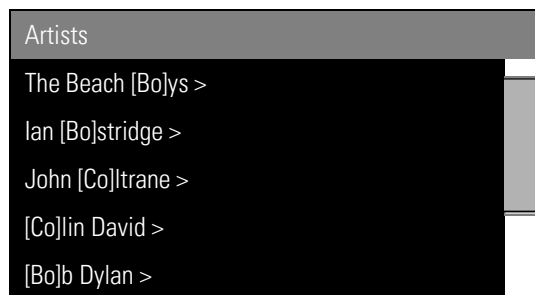 Artists
The Beach [Bo]ys >
Ian [Bo]stridge >
John [Co]ltrane >
[Co]lin David >
[Bo]b Dylan >